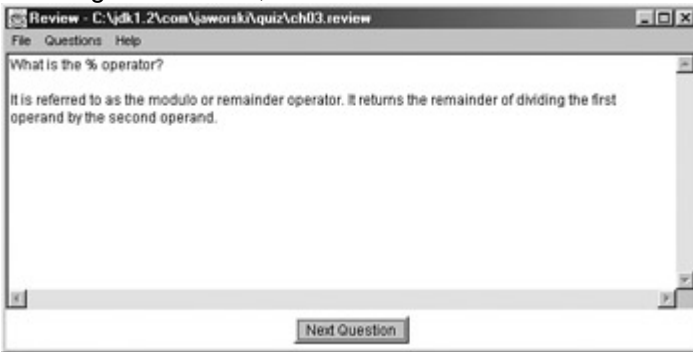 Review - C:\jdk1.2\com\jaworski\quiz\ch03.review
File Questions Help
What is the % operator?
It is referred to as the modulo or remainder operator. It returns the remainder of dividing the first
operand by the second operand.
Next Question